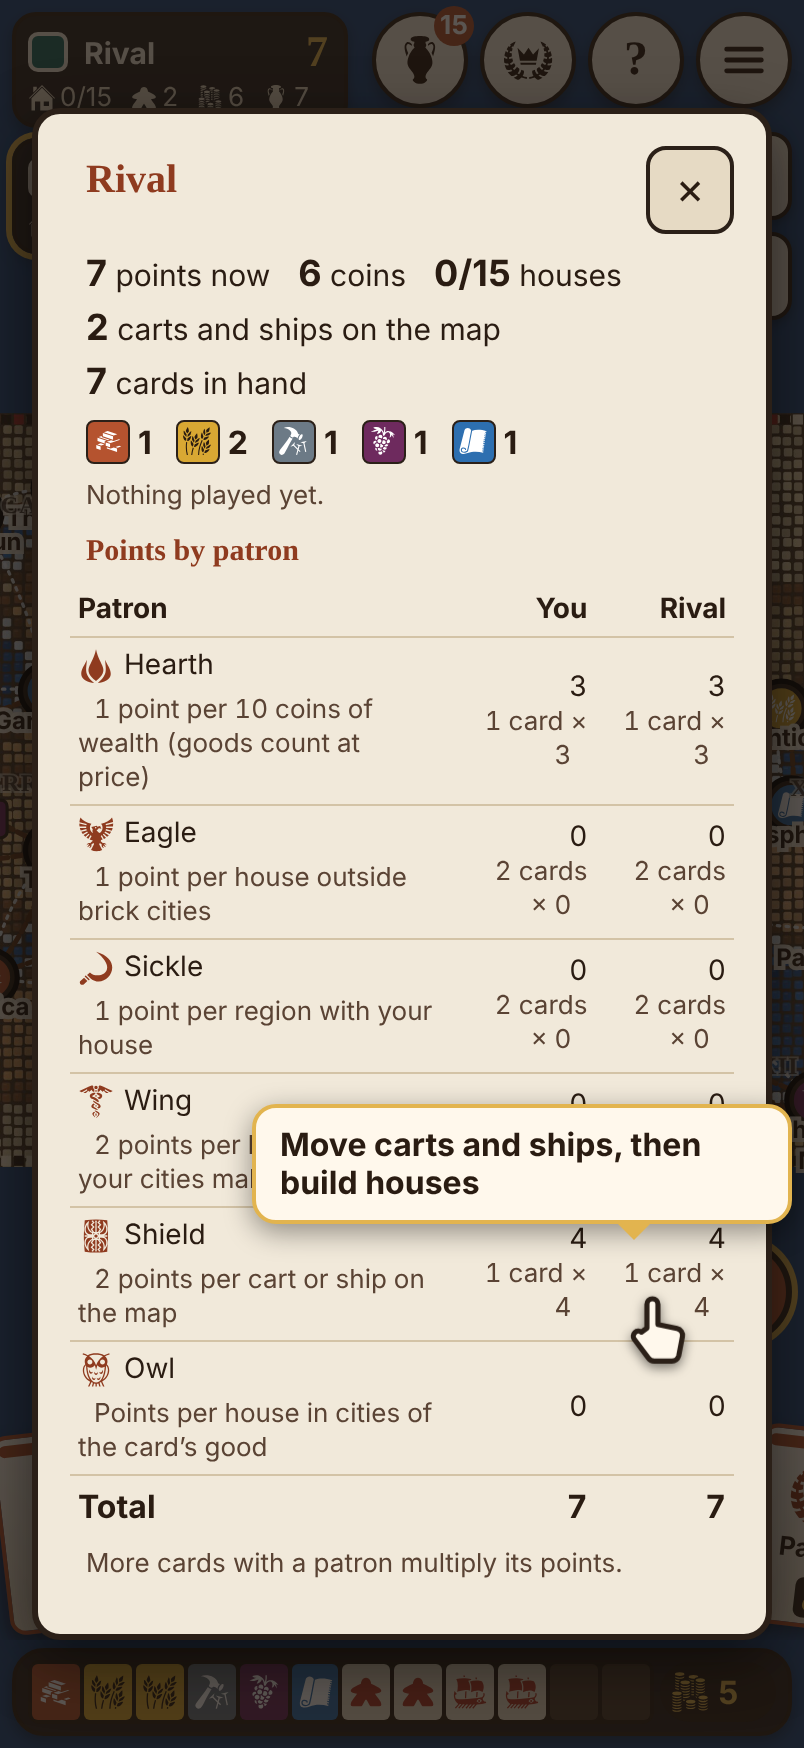 Rival 7
15
?
0/15 2 6 7
Rival
×
7 points now 6 coins 0/15 houses
2 carts and ships on the map
7 cards in hand
1 2 1 1 1
Nothing played yet.
Points by patron
Patron You Rival
Hearth
3 3
1 point per 10 coins of
wealth (goods count at
price)
1 card ×
3
1 card ×
3
Eagle
0 0
1 point per house outside
brick cities
2 cards
× 0
2 cards
× 0
Sickle
0 0
1 point per region with your
house
2 cards
× 0
2 cards
× 0
Wing
0 0
2 points per
your cities
Move carts and ships, then
build houses
Shield
4 4
2 points per cart or ship on
the map
1 card ×
4
1 card ×
4
Owl
0 0
Points per house in cities of
the card’s good
Total 7 7
More cards with a patron multiply its points.
5